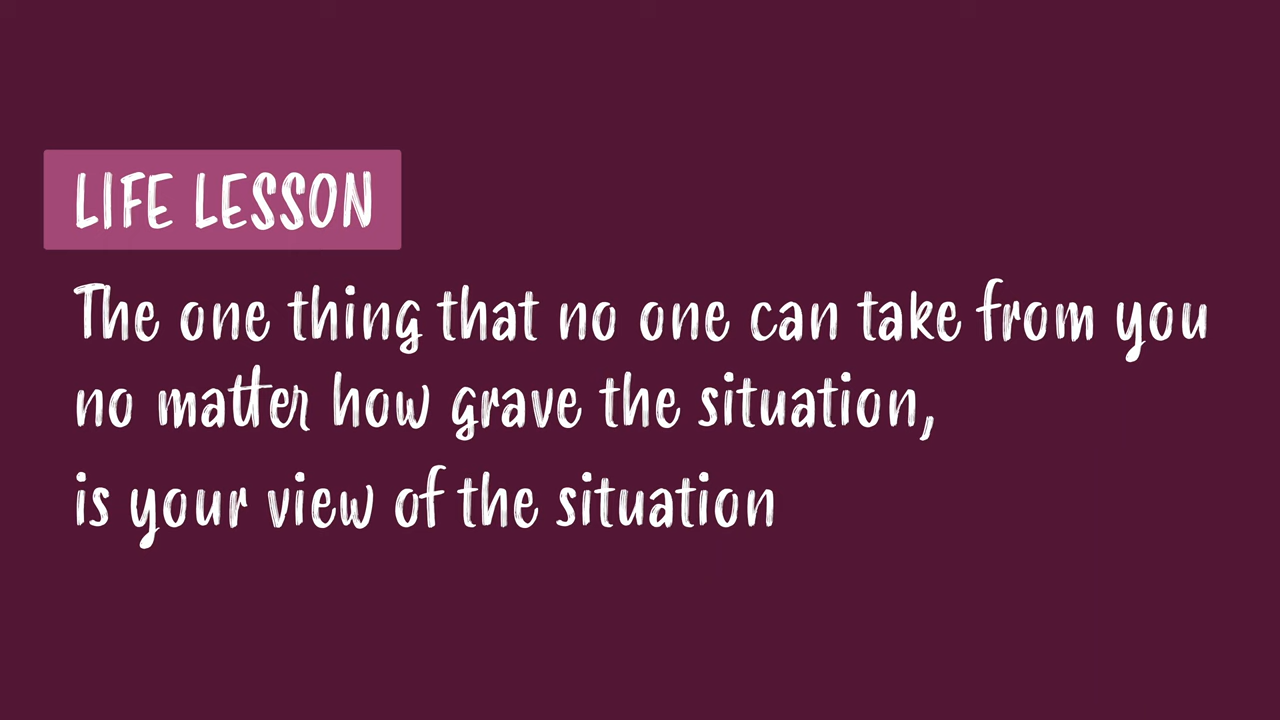 LIFE LESSON
The one thing that no one can take from you
no matter how grave the situation,
is your view of the situation